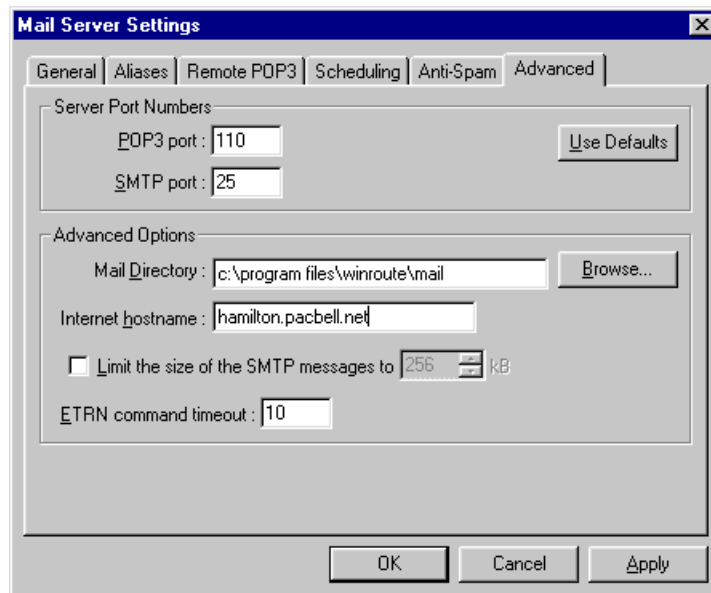 Mail Server Settings
General Aliases Remote POP3 Scheduling Anti-Spam Advanced
Server Port Numbers
POP3 port : 110
Use Defaults
SMTP port : 25
Advanced Options
Mail Directory : c:\program files\winroute\mail Browse...
Internet hostname : hamilton.pacbell.net
Limit the size of the SMTP messages to 256 kB
ETRN command timeout : 10
OK Cancel Apply